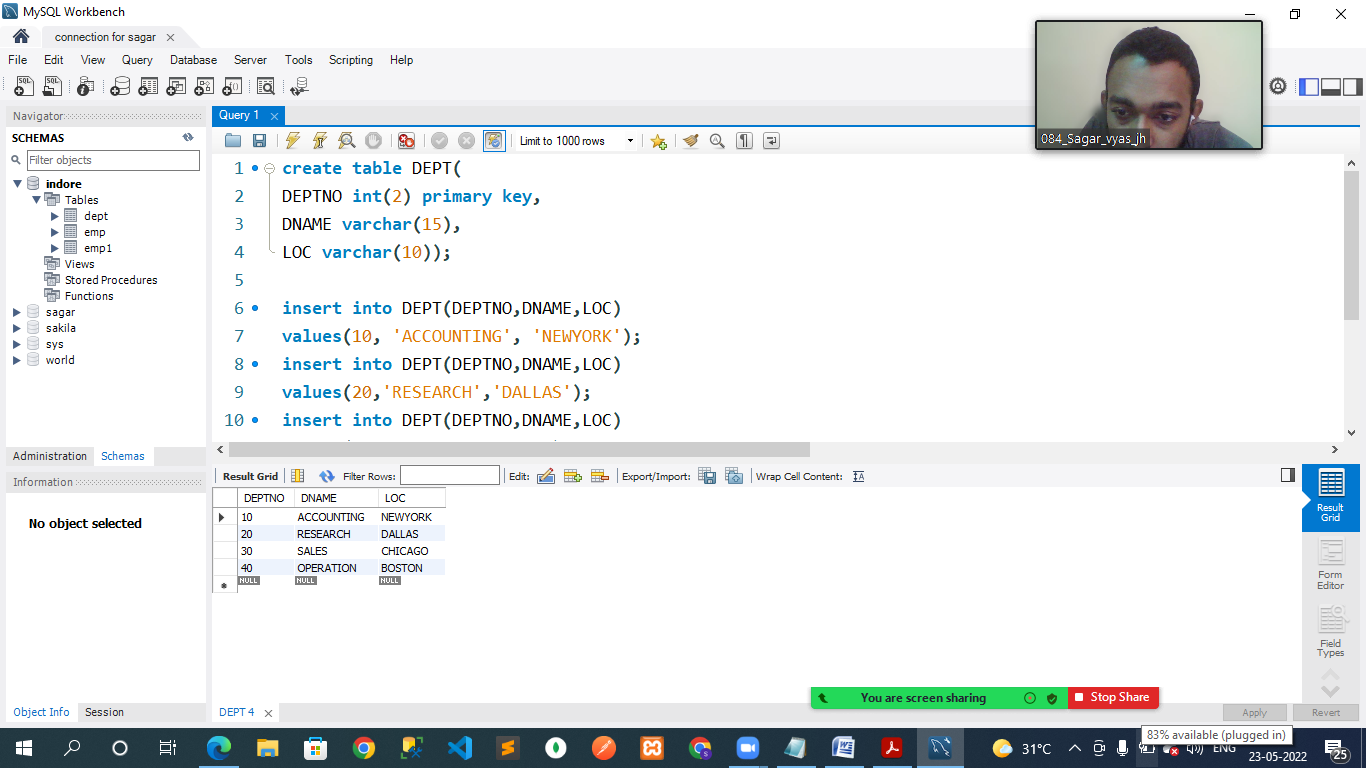 MySQL Workbench
connection for sagar
File Edit View Query Database Server Tools Scripting Help
084_Sagar_vyas_jh
Navigator
SCHEMAS
Filter objects
indore
Tables
dept
emp
emp1
Views
Stored Procedures
Functions
sagar
sakila
sys
world
Administration Schemas
Information
No object selected
Object Info Session
Query 1
Limit to 1000 rows
1 create table DEPT(
2 DEPTNO int(2) primary key,
3 DNAME varchar(15),
4 LOC varchar(10));
5
6 insert into DEPT(DEPTNO,DNAME,LOC)
7 values(10, 'ACCOUNTING', 'NEWYORK');
8 insert into DEPT(DEPTNO,DNAME,LOC)
9 values(20,'RESEARCH','DALLAS');
10 insert into DEPT(DEPTNO,DNAME,LOC)
Result Grid Filter Rows: Edit: Export/Import: Wrap Cell Content:
DEPTNO DNAME LOC
10 ACCOUNTING NEWYORK
20 RESEARCH DALLAS
30 SALES CHICAGO
40 OPERATION BOSTON
NULL NULL NULL
Result
Grid
Form
Editor
Field
Types
You are screen sharing Stop Share
DEPT 4
Apply Revert
83% available (plugged in)
31°C
ENG
23-05-2022
25